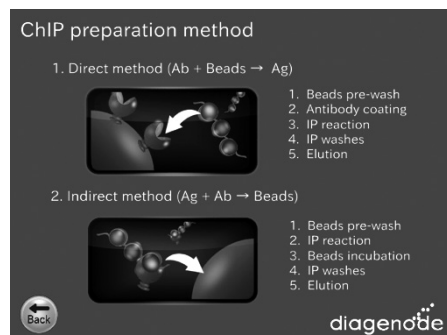 ChIP preparation method
1. Direct method (Ab + Beads → Ag)
1. Beads pre-wash
2. Antibody coating
3. IP reaction
4. IP washes
5. Elution
2. Indirect method (Ag + Ab → Beads)
1. Beads pre-wash
2. IP reaction
3. Beads incubation
4. IP washes
5. Elution
Back
diagenode